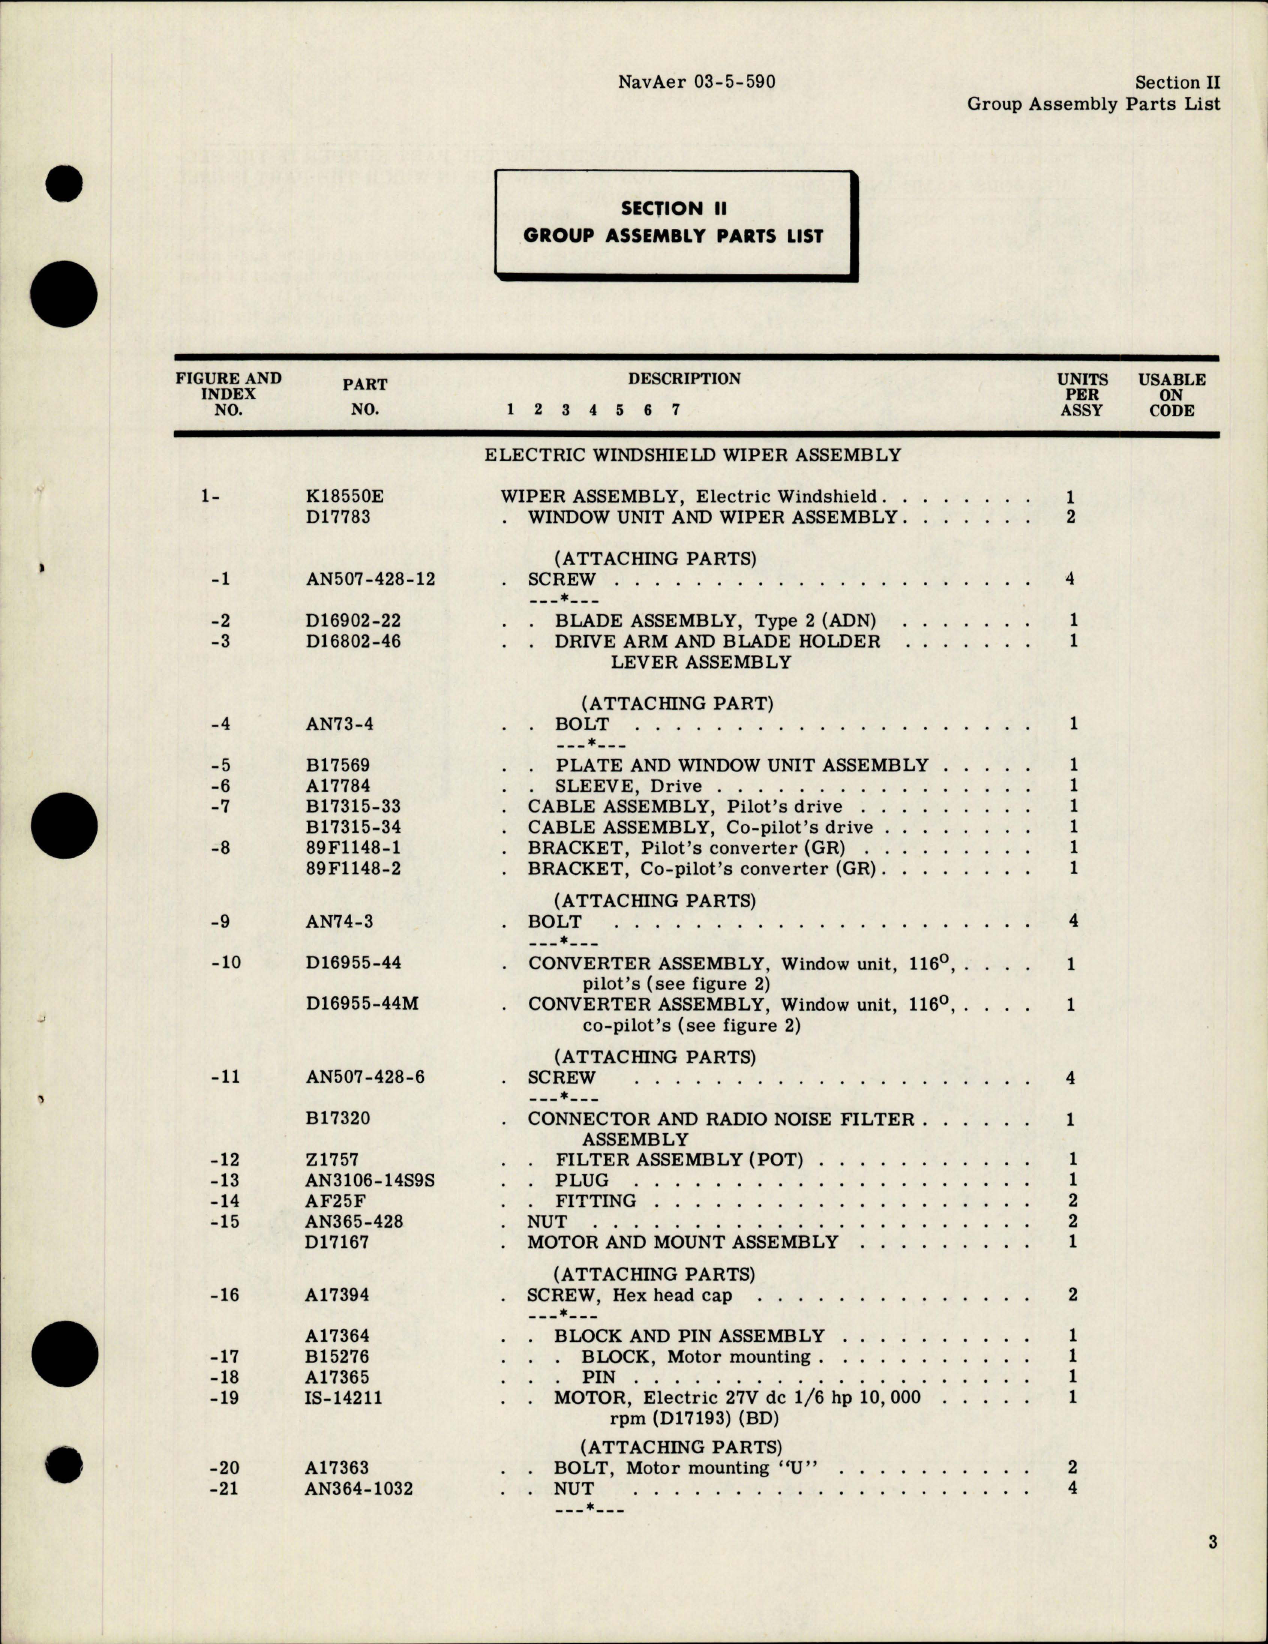 NavAer 03-5-590
Section II
Group Assembly Parts List
SECTION II
GROUP ASSEMBLY PARTS LIST
FIGURE AND INDEX NO. PART NO. DESCRIPTION 1 2 3 4 5 6 7 UNITS PER ASSY USABLE ON CODE
ELECTRIC WINDSHIELD WIPER ASSEMBLY
1- K18550E WIPER ASSEMBLY, Electric Windshield . . . . . . . . 1
D17783 . WINDOW UNIT AND WIPER ASSEMBLY . . . . . . . 2
(ATTACHING PARTS)
-1 AN507-428-12 . SCREW . . . . . . . . . . . . . . . . 4
---*---
-2 D16902-22 . . BLADE ASSEMBLY, Type 2 (ADN) . . . . . . . 1
-3 D16802-46 . . DRIVE ARM AND BLADE HOLDER . . . . . . . 1
LEVER ASSEMBLY
(ATTACHING PART)
-4 AN73-4 . . BOLT . . . . . . . . . . . . . . . 1
---*---
-5 B17569 . . PLATE AND WINDOW UNIT ASSEMBLY . . . . . 1
-6 A17784 . . SLEEVE, Drive . . . . . . . . . . . . 1
-7 B17315-33 . CABLE ASSEMBLY, Pilot's drive . . . . . . . . . 1
B17315-34 . CABLE ASSEMBLY, Co-pilot's drive . . . . . . . . 1
-8 89F1148-1 . BRACKET, Pilot's converter (GR) . . . . . . . . . 1
89F1148-2 . BRACKET, Co-pilot's converter (GR) . . . . . . . . 1
(ATTACHING PARTS)
-9 AN74-3 . BOLT . . . . . . . . . . . . . . . . 4
---*---
-10 D16955-44 . CONVERTER ASSEMBLY, Window unit, 116º, . . . . 1
pilot's (see figure 2)
D16955-44M . CONVERTER ASSEMBLY, Window unit, 116º, . . . . 1
co-pilot's (see figure 2)
(ATTACHING PARTS)
-11 AN507-428-6 . SCREW . . . . . . . . . . . . . . . 4
---*---
B17320 . CONNECTOR AND RADIO NOISE FILTER . . . . . . 1
ASSEMBLY
-12 Z1757 . . FILTER ASSEMBLY (POT) . . . . . . . . . . 1
-13 AN3106-14S9S . . PLUG . . . . . . . . . . . . . . . 1
-14 AF25F . . FITTING . . . . . . . . . . . . . . 2
-15 AN365-428 . NUT . . . . . . . . . . . . . . . . . 2
D17167 . MOTOR AND MOUNT ASSEMBLY . . . . . . . . . 1
(ATTACHING PARTS)
-16 A17394 . SCREW, Hex head cap . . . . . . . . . . . 2
---*---
A17364 . . BLOCK AND PIN ASSEMBLY . . . . . . . . . 1
-17 B15276 . . . BLOCK, Motor mounting . . . . . . . . . 1
-18 A17365 . . . PIN . . . . . . . . . . . . . . . . 1
-19 IS-14211 . . MOTOR, Electric 27V dc 1/6 hp 10,000 . . . . . 1
rpm (D17193) (BD)
(ATTACHING PARTS)
-20 A17363 . . BOLT, Motor mounting "U" . . . . . . . . . 2
-21 AN364-1032 . . NUT . . . . . . . . . . . . . . . 4
---*---
3